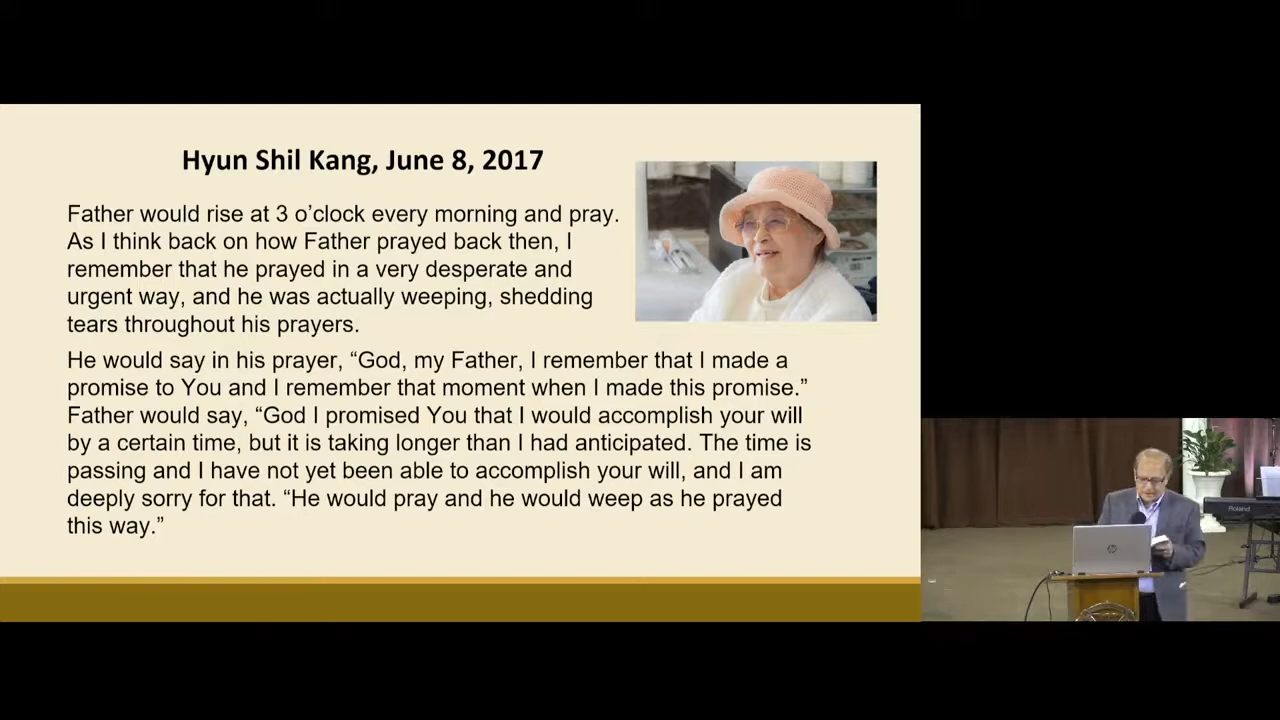 Hyun Shil Kang, June 8, 2017
Father would rise at 3 o’clock every morning and pray.
As I think back on how Father prayed back then, I
remember that he prayed in a very desperate and
urgent way, and he was actually weeping, shedding
tears throughout his prayers.
He would say in his prayer, “God, my Father, I remember that I made a
promise to You and I remember that moment when I made this promise.”
Father would say, “God I promised You that I would accomplish your will
by a certain time, but it is taking longer than I had anticipated. The time is
passing and I have not yet been able to accomplish your will, and I am
deeply sorry for that. “He would pray and he would weep as he prayed
this way.”
Roland
hp